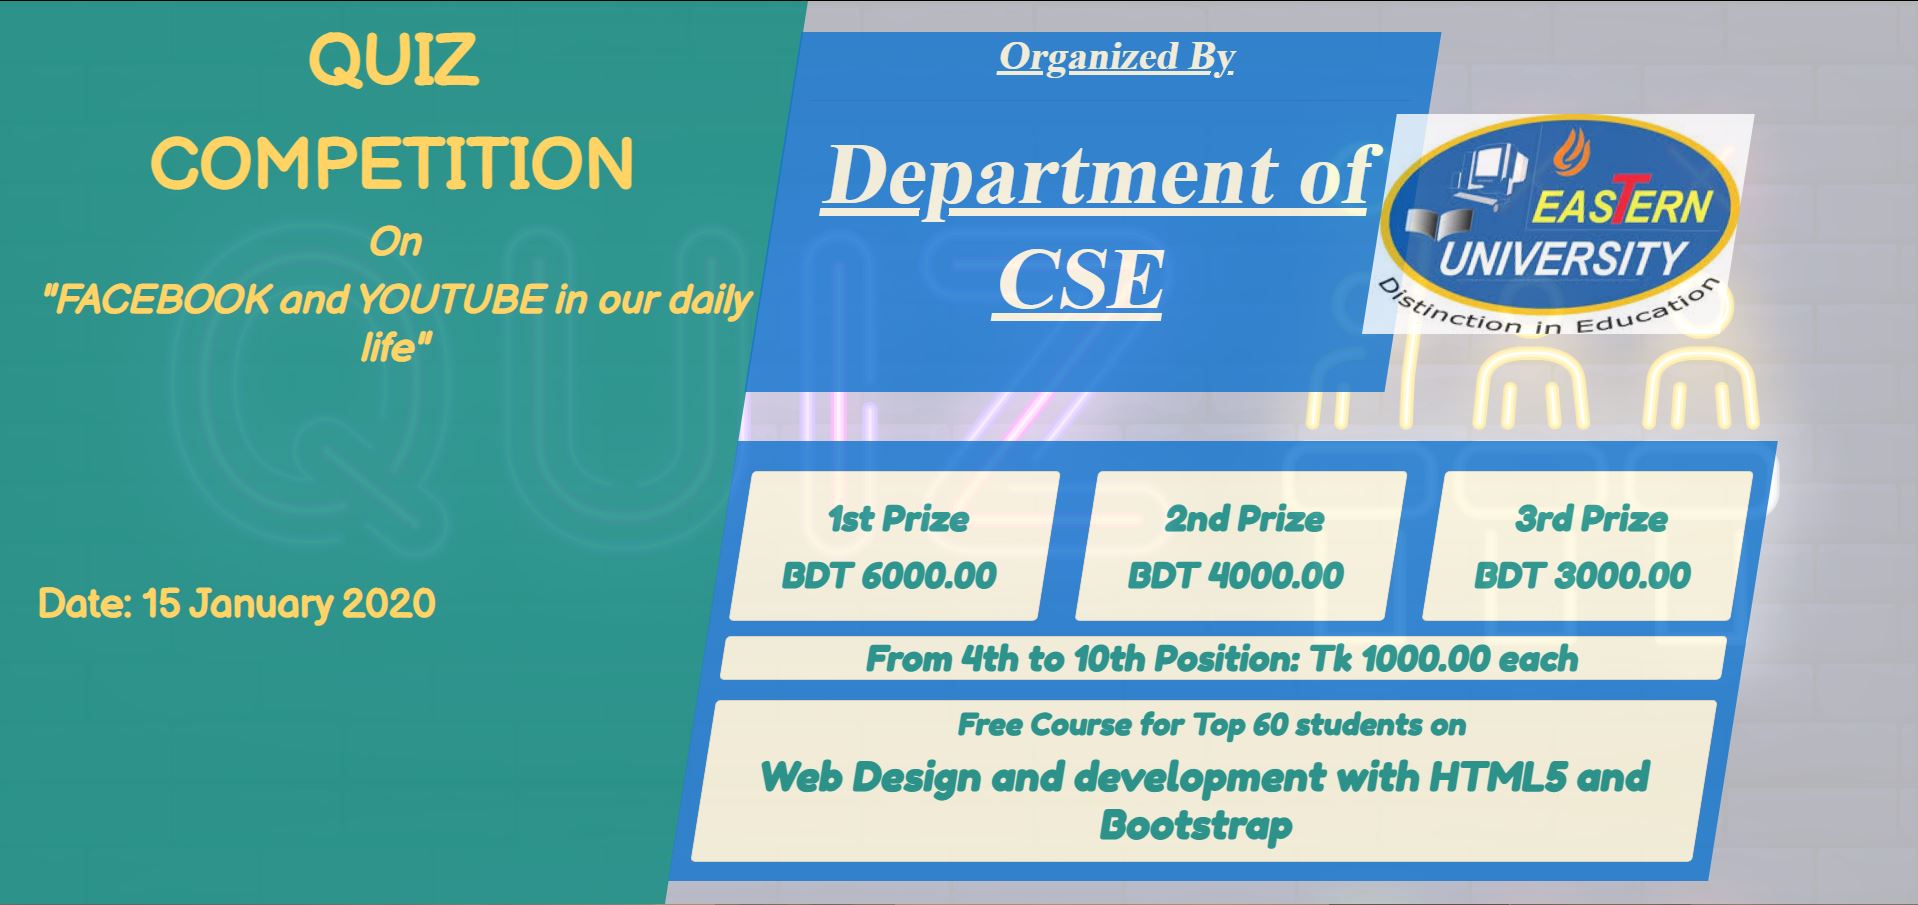 QUIZ
COMPETITION
On
"FACEBOOK and YOUTUBE in our daily
life"
Date: 15 January 2020
Organized By
Department of
CSE
EASTERN
UNIVERSITY
Distinction in Education
QUIZ
1st Prize
BDT 6000.00
2nd Prize
BDT 4000.00
3rd Prize
BDT 3000.00
From 4th to 10th Position: Tk 1000.00 each
Free Course for Top 60 students on
Web Design and development with HTML5 and
Bootstrap